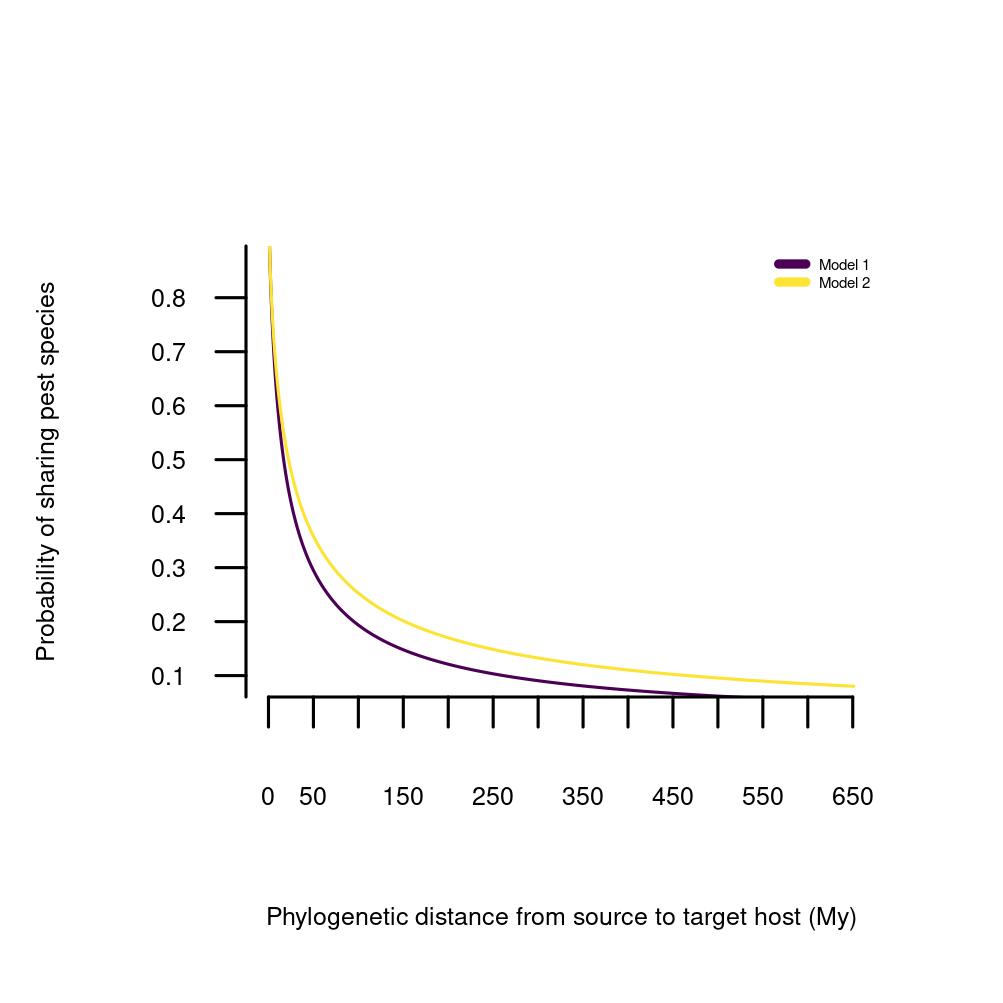 Model 1
Model 2
Probability of sharing pest species
0.8
0.7
0.6
0.5
0.4
0.3
0.2
0.1
0 50 150 250 350 450 550 650
Phylogenetic distance from source to target host (My)